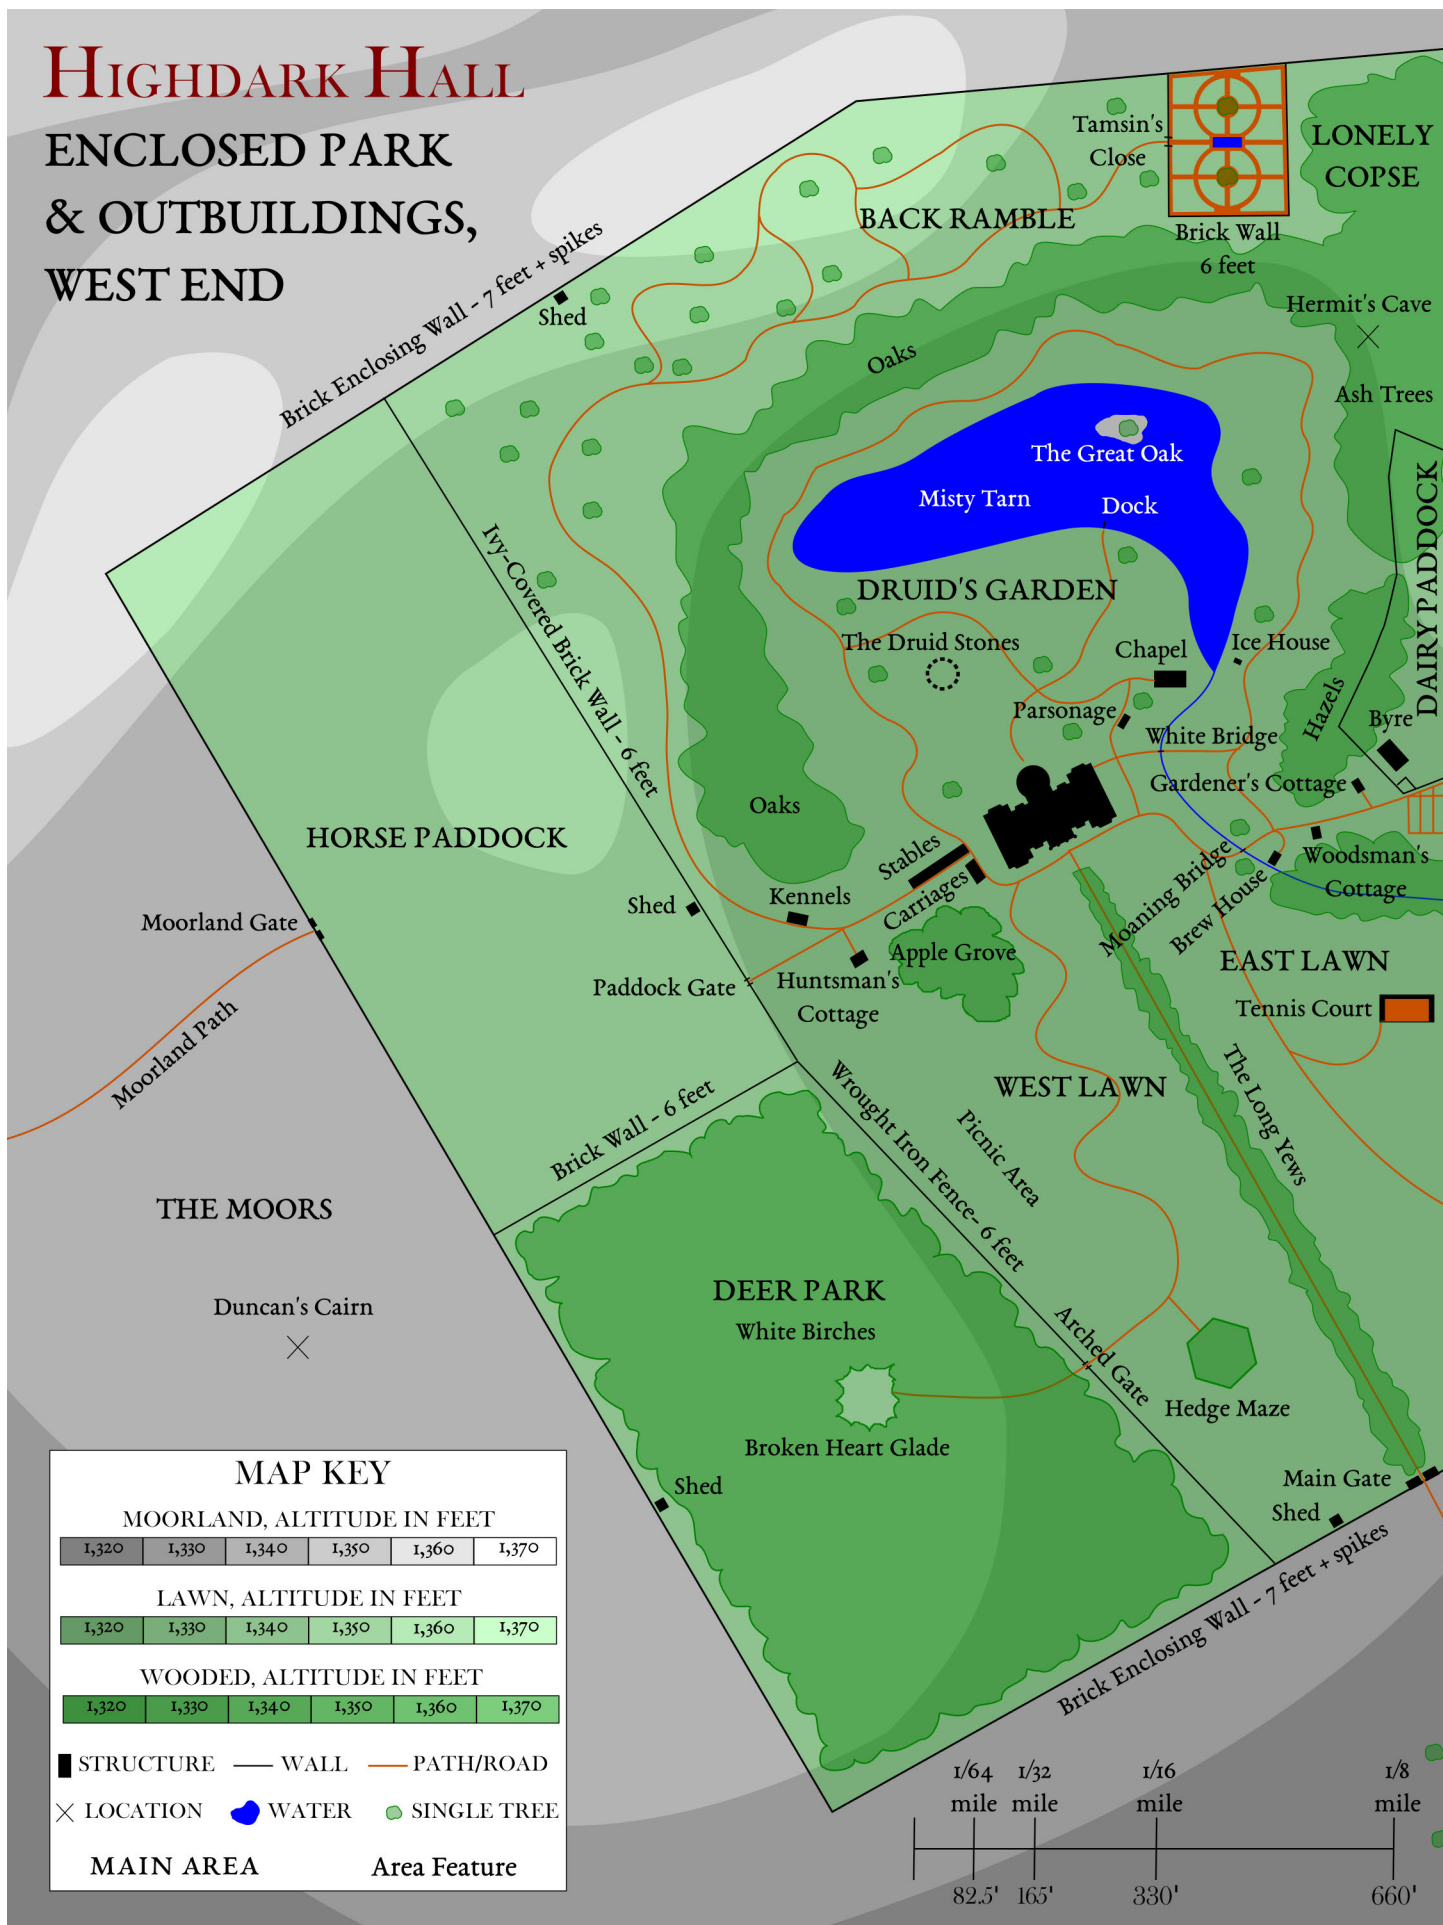 HIGHDARK HALL
ENCLOSED PARK
& OUTBUILDINGS,
WEST END
Tamsin's
Close
LONELY
COPSE
BACK RAMBLE
Brick Wall
6 feet
Brick Enclosing Wall - 7 feet + spikes
Shed
Hermit's Cave
Oaks
Ash Trees
The Great Oak
Misty Tarn
Dock
DAIRY PADDOCK
Ivy-Covered Brick Wall - 6 feet
DRUID'S GARDEN
The Druid Stones
Chapel
Ice House
Parsonage
Hazels
Byre
White Bridge
Gardener's Cottage
Oaks
HORSE PADDOCK
Stables
Carriages
Moaning Bridge
Brew House
Woodsman's
Cottage
Kennels
Shed
Moorland Gate
Apple Grove
EAST LAWN
Paddock Gate
Huntsman's
Cottage
Tennis Court
Moorland Path
WEST LAWN
The Long Yews
Brick Wall - 6 feet
Wrought Iron Fence- 6 feet
Picnic Area
THE MOORS
Duncan's Cairn
DEER PARK
White Birches
Arched Gate
Hedge Maze
Broken Heart Glade
Shed
Main Gate
Shed
Brick Enclosing Wall - 7 feet + spikes
MAP KEY
MOORLAND, ALTITUDE IN FEET
1,320 1,330 1,340 1,350 1,360 1,370
LAWN, ALTITUDE IN FEET
1,320 1,330 1,340 1,350 1,360 1,370
WOODED, ALTITUDE IN FEET
1,320 1,330 1,340 1,350 1,360 1,370
STRUCTURE WALL PATH/ROAD
LOCATION WATER SINGLE TREE
MAIN AREA Area Feature
1/64 1/32 1/16 1/8
mile mile mile mile
82.5' 165' 330' 660'